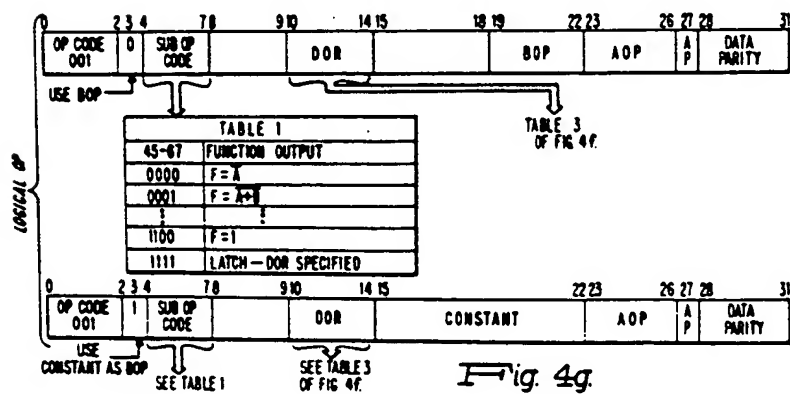 0 2 3 4 7 8 9 10 14 15 18 19 22 23 26 27 28 31
OP CODE 001 0 SUB OP CODE DOR BOP AOP AP DATA PARITY
USE BOP
TABLE 3 OF FIG 4f.
TABLE 1
45-67 FUNCTION OUTPUT
0000 F = A̅
0001
1100 F = 1
1111 LATCH—DOR SPECIFIED
LOGICAL OP
0 2 3 4 7 8 9 10 14 15 22 23 26 27 28 31
OP CODE 001 1 SUB OP CODE DOR CONSTANT AOP AP DATA PARITY
USE CONSTANT AS BOP
SEE TABLE 1
SEE TABLE 3 OF FIG 4f.
Fig. 4g.